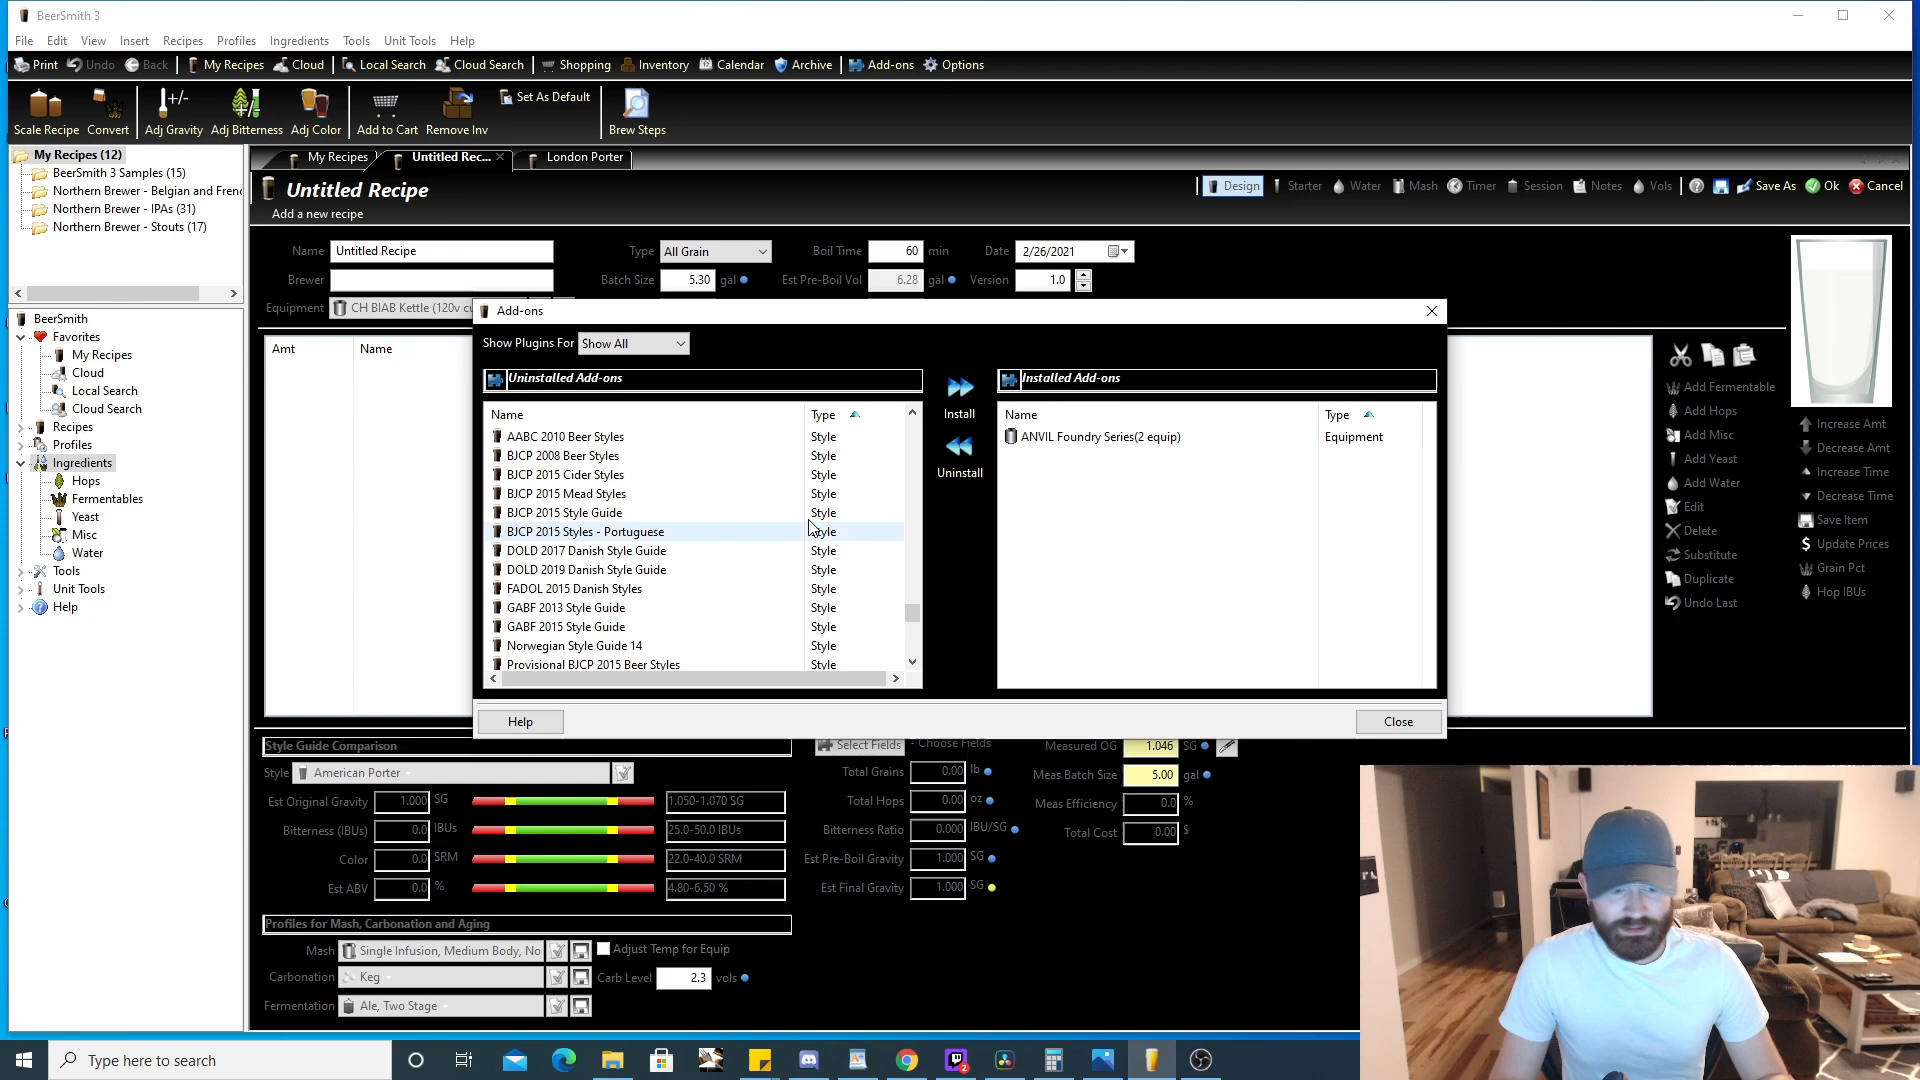 BeerSmith 3
File Edit View Insert Recipes Profiles Ingredients Tools Unit Tools Help
Print Undo Back My Recipes Cloud Local Search Cloud Search Shopping Inventory Calendar Archive Add-ons Options
Scale Recipe Convert +/- Adj Gravity Adj Bitterness Adj Color Add to Cart Remove Inv Set As Default Brew Steps
My Recipes (12)
BeerSmith 3 Samples (15)
Northern Brewer - Belgian and Frenc
Northern Brewer - IPAs (31)
Northern Brewer - Stouts (17)
BeerSmith
Favorites
My Recipes
Cloud
Local Search
Cloud Search
Recipes
Profiles
Ingredients
Hops
Fermentables
Yeast
Misc
Water
Tools
Unit Tools
Help
My Recipes Untitled Rec... London Porter
Untitled Recipe
Add a new recipe
Design Starter Water Mash Timer Session Notes Vols Save As Ok Cancel
Name Untitled Recipe Type All Grain Boil Time 60 min Date 2/26/2021
Brewer Batch Size 5.30 gal Est Pre-Boil Vol 6.28 gal Version 1.0
Equipment CH BIAB Kettle (120v cu
Amt Name
Add-ons
Show Plugins For Show All
Uninstalled Add-ons
Name Type
AABC 2010 Beer Styles Style
BJCP 2008 Beer Styles Style
BJCP 2015 Cider Styles Style
BJCP 2015 Mead Styles Style
BJCP 2015 Style Guide Style
BJCP 2015 Styles - Portuguese Style
DOLD 2017 Danish Style Guide Style
DOLD 2019 Danish Style Guide Style
FADOL 2015 Danish Styles Style
GABF 2013 Style Guide Style
GABF 2015 Style Guide Style
Norwegian Style Guide 14 Style
Provisional BJCP 2015 Beer Styles Style
Install
Uninstall
Installed Add-ons
Name Type
ANVIL Foundry Series(2 equip) Equipment
Help Close
Add Fermentable
Add Hops
Add Misc
Add Yeast
Add Water
Edit
Delete
Substitute
Duplicate
Undo Last
Increase Amt
Decrease Amt
Increase Time
Decrease Time
Save Item
Update Prices
Grain Pct
Hop IBUs
Style Guide Comparison
Style American Porter
Est Original Gravity 1.000 SG 1.050-1.070 SG
Bitterness (IBUs) 0.0 IBUs 25.0-50.0 IBUs
Color 0.0 SRM 22.0-40.0 SRM
Est ABV 0.0 % 4.80-6.50 %
Select Fields - Choose Fields
Total Grains 0.00 lb
Total Hops 0.00 oz
Bitterness Ratio 0.000 IBU/SG
Est Pre-Boil Gravity 1.000 SG
Est Final Gravity 1.000 SG
Measured OG 1.046 SG
Meas Batch Size 5.00 gal
Meas Efficiency 0.0 %
Total Cost 0.00 $
Profiles for Mash, Carbonation and Aging
Mash Single Infusion, Medium Body, No Adjust Temp for Equip
Carbonation Keg Carb Level 2.3 vols
Fermentation Ale, Two Stage
Type here to search
2